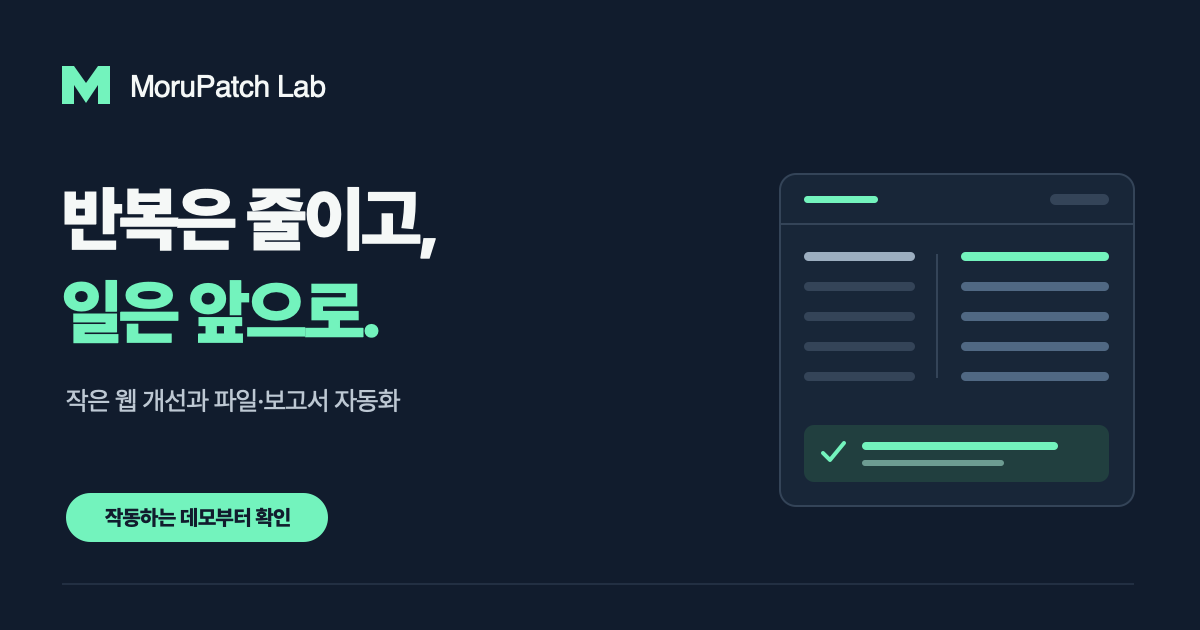 MoruPatch Lab
반복은 줄이고,
일은 앞으로.
작은 웹 개선과 파일·보고서 자동화
작동하는 데모부터 확인